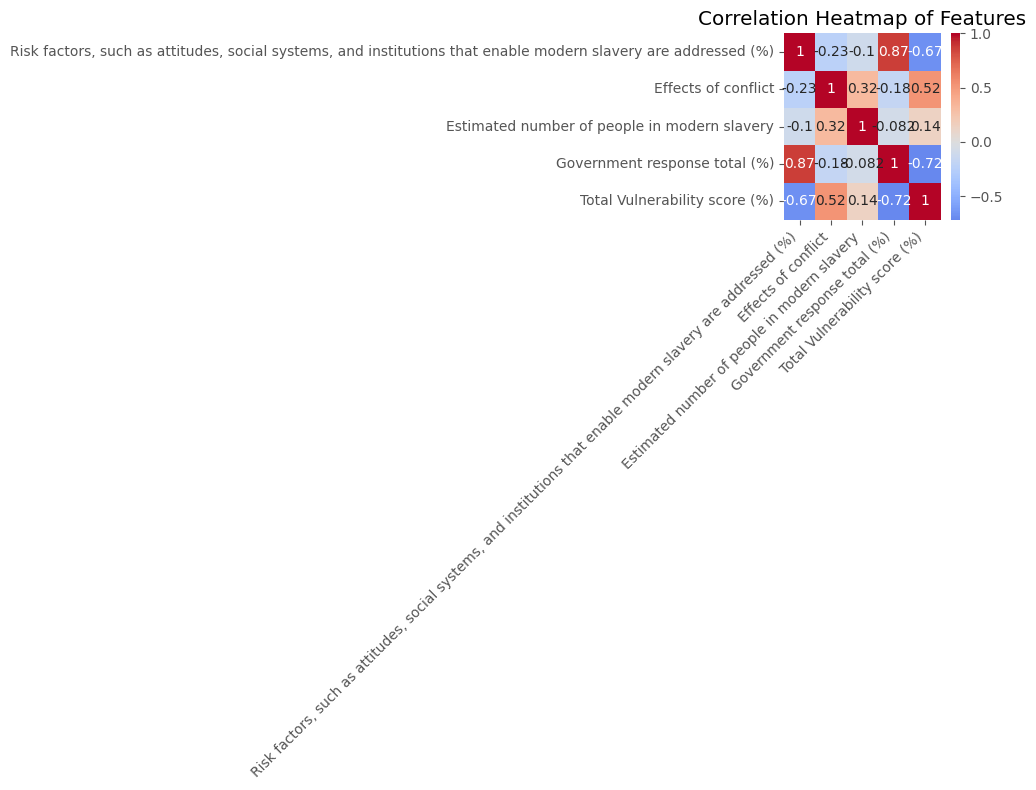 Correlation Heatmap of Features
Risk factors, such as attitudes, social systems, and institutions that enable modern slavery are addressed (%) 1 -0.23 -0.1 0.87 -0.67
Effects of conflict -0.23 1 0.32 -0.18 0.52
Estimated number of people in modern slavery -0.1 0.32 1 -0.082 0.14
Government response total (%) 0.87 -0.18 -0.082 1 -0.72
Total Vulnerability score (%) -0.67 0.52 0.14 -0.72 1
1.0
0.5
0.0
−0.5
Risk factors, such as attitudes, social systems, and institutions that enable modern slavery are addressed (%)
Effects of conflict
Estimated number of people in modern slavery
Government response total (%)
Total Vulnerability score (%)